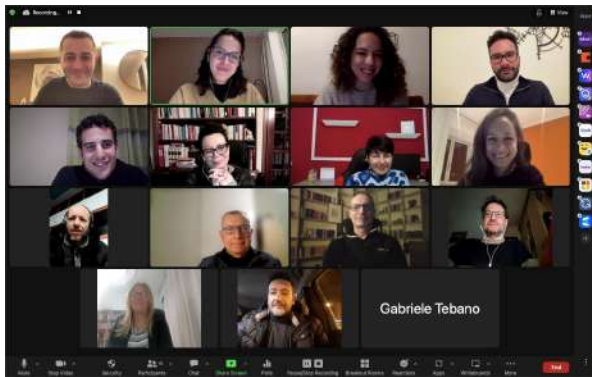 Recording...
View
Gabriele Tebano
Mute
Stop Video
Security
Participants
Chat
Share Screen
Polls
Pause/Stop Recording
Breakout Rooms
Reactions
Apps
Whiteboards
More
End